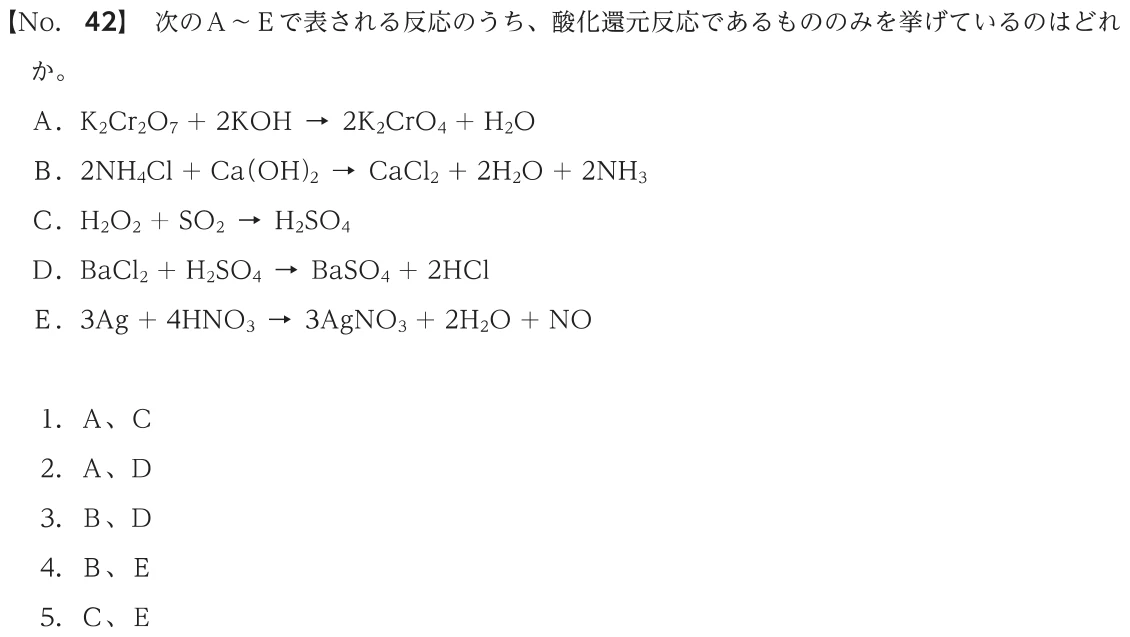 【No. 42】 次のA～Eで表される反応のうち、酸化還元反応であるもののみを挙げているのはどれ
か。
A. K₂Cr₂O₇ + 2KOH → 2K₂CrO₄ + H₂O
B. 2NH₄Cl + Ca(OH)₂ → CaCl₂ + 2H₂O + 2NH₃
C. H₂O₂ + SO₂ → H₂SO₄
D. BaCl₂ + H₂SO₄ → BaSO₄ + 2HCl
E. 3Ag + 4HNO₃ → 3AgNO₃ + 2H₂O + NO
1. A、C
2. A、D
3. B、D
4. B、E
5. C、E